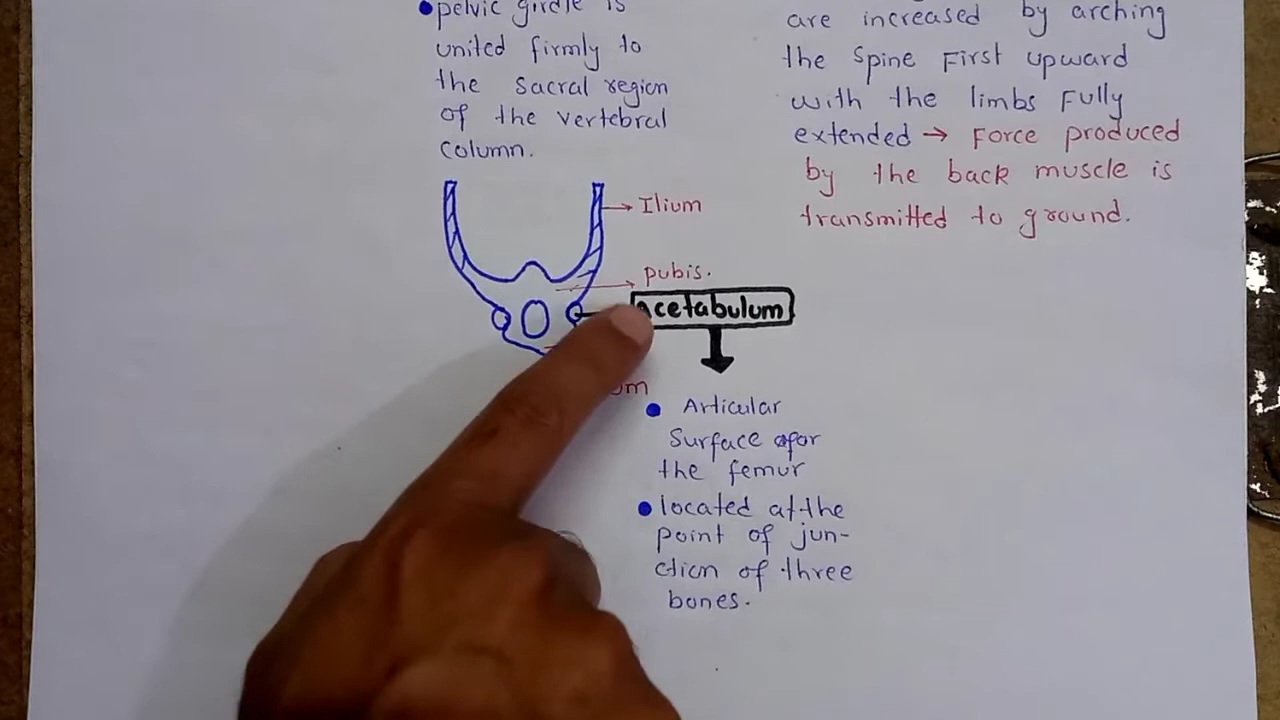 pelvic girdle is
united firmly to
the sacral region
of the vertebral
column.
Ilium
pubis.
acetabulum
Articular
surface ofor
the femur
located at the
point of jun-
ction of three
bones.
are increased by arching
the spine first upward
with the limbs fully
extended → Force produced
by the back muscle is
transmitted to ground.